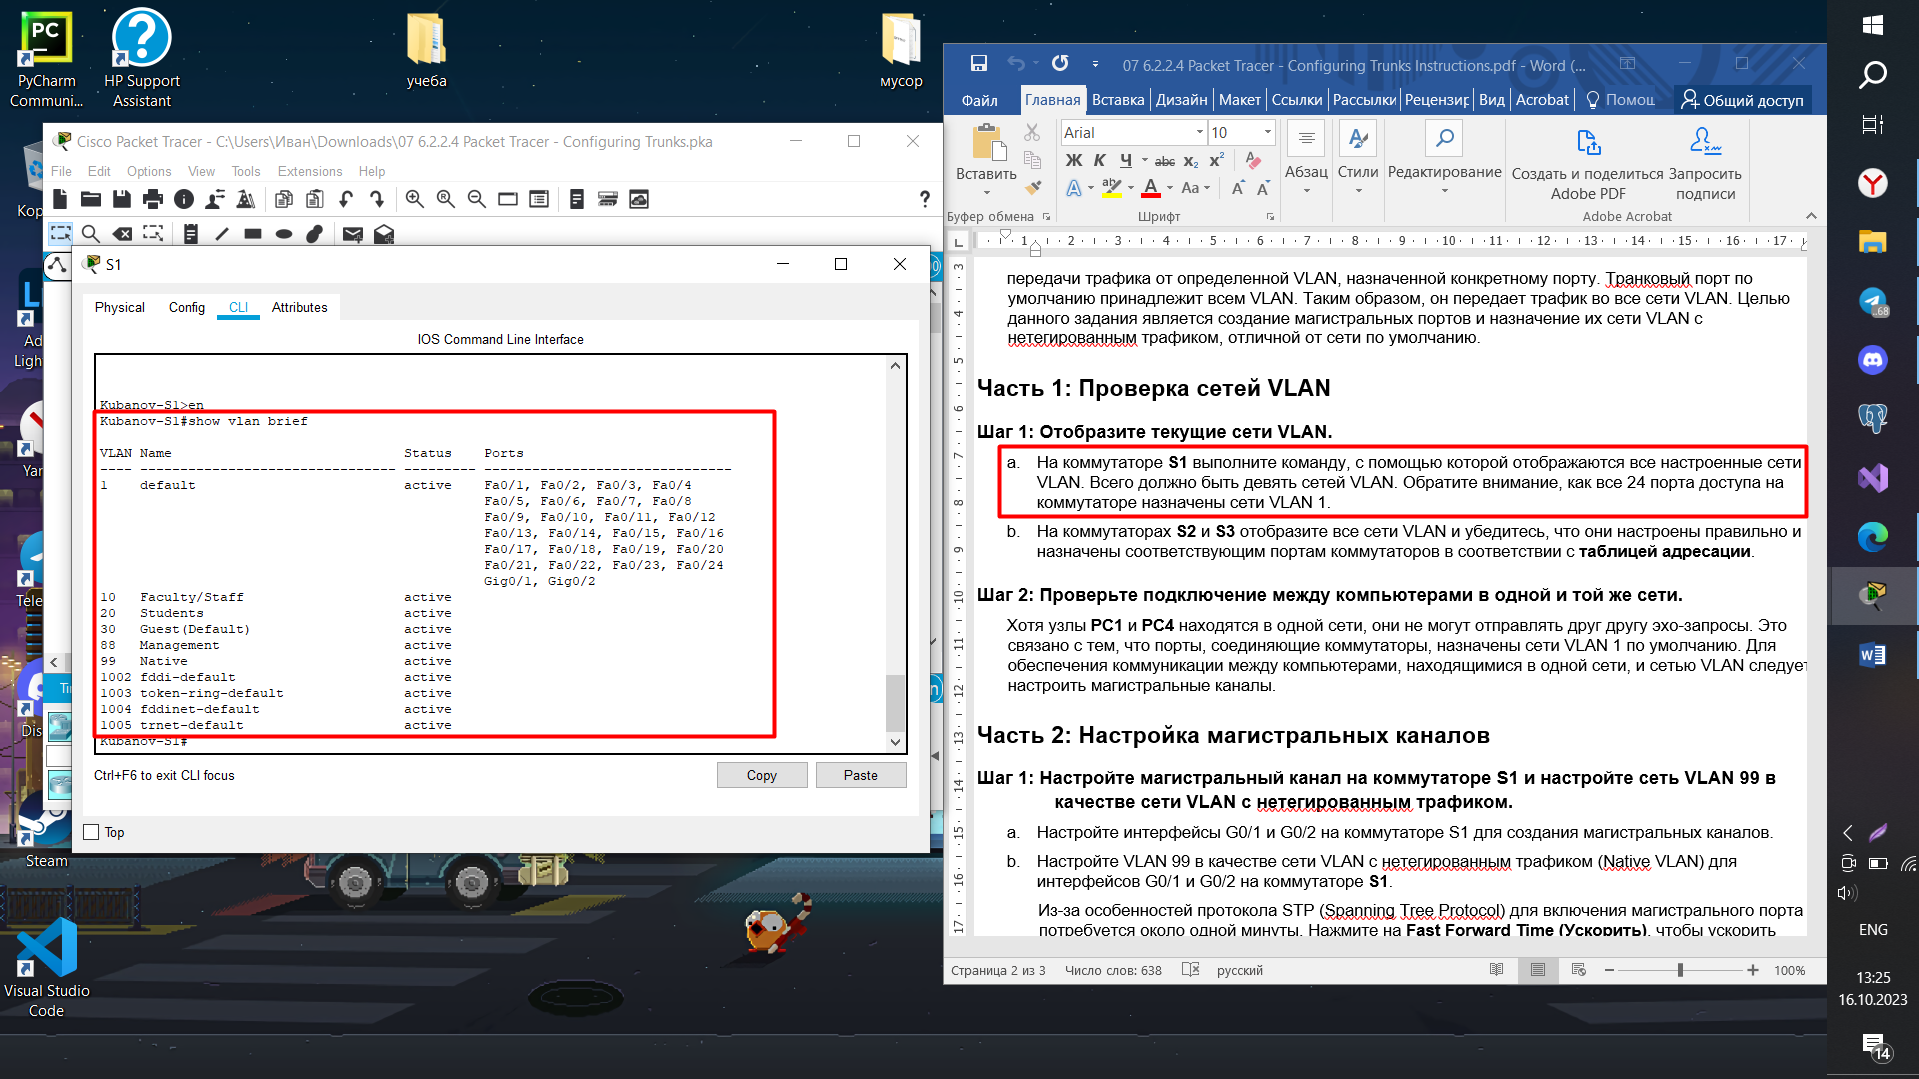 PyCharm
Communi...
HP Support
Assistant
учеба
мусор
Visual Studio
Code
Steam
Cisco Packet Tracer - C:\Users\Иван\Downloads\07 6.2.2.4 Packet Tracer - Configuring Trunks.pka
File Edit Options View Tools Extensions Help
S1
Physical Config CLI Attributes
IOS Command Line Interface
Kubanov-S1>en
Kubanov-S1#show vlan brief
VLAN Name Status Ports
---- -------------------------------- --------- -------------------------------
1 default active Fa0/1, Fa0/2, Fa0/3, Fa0/4
Fa0/5, Fa0/6, Fa0/7, Fa0/8
Fa0/9, Fa0/10, Fa0/11, Fa0/12
Fa0/13, Fa0/14, Fa0/15, Fa0/16
Fa0/17, Fa0/18, Fa0/19, Fa0/20
Fa0/21, Fa0/22, Fa0/23, Fa0/24
Gig0/1, Gig0/2
10 Faculty/Staff active
20 Students active
30 Guest(Default) active
88 Management active
99 Native active
1002 fddi-default active
1003 token-ring-default active
1004 fddinet-default active
1005 trnet-default active
Kubanov-S1#
Ctrl+F6 to exit CLI focus
Copy Paste
Top
07 6.2.2.4 Packet Tracer - Configuring Trunks Instructions.pdf - Word (...
Файл Главная Вставка Дизайн Макет Ссылки Рассылки Рецензир Вид Acrobat Помощ Общий доступ
Arial 10
Вставить
Ж К Ч abc x₂ x²
Абзац Стили Редактирование
Создать и поделиться
Adobe PDF
Запросить
подписи
Буфер обмена Шрифт Adobe Acrobat
передачи трафика от определенной VLAN, назначенной конкретному порту. Транковый порт по
умолчанию принадлежит всем VLAN. Таким образом, он передает трафик во все сети VLAN. Целью
данного задания является создание магистральных портов и назначение их сети VLAN с
нетегированным трафиком, отличной от сети по умолчанию.
Часть 1: Проверка сетей VLAN
Шаг 1: Отобразите текущие сети VLAN.
a. На коммутаторе S1 выполните команду, с помощью которой отображаются все настроенные сети
VLAN. Всего должно быть девять сетей VLAN. Обратите внимание, как все 24 порта доступа на
коммутаторе назначены сети VLAN 1.
b. На коммутаторах S2 и S3 отобразите все сети VLAN и убедитесь, что они настроены правильно и
назначены соответствующим портам коммутаторов в соответствии с таблицей адресации.
Шаг 2: Проверьте подключение между компьютерами в одной и той же сети.
Хотя узлы PC1 и PC4 находятся в одной сети, они не могут отправлять друг другу эхо-запросы. Это
связано с тем, что порты, соединяющие коммутаторы, назначены сети VLAN 1 по умолчанию. Для
обеспечения коммуникации между компьютерами, находящимися в одной сети, и сетью VLAN следует
настроить магистральные каналы.
Часть 2: Настройка магистральных каналов
Шаг 1: Настройте магистральный канал на коммутаторе S1 и настройте сеть VLAN 99 в
качестве сети VLAN с нетегированным трафиком.
a. Настройте интерфейсы G0/1 и G0/2 на коммутаторе S1 для создания магистральных каналов.
b. Настройте VLAN 99 в качестве сети VLAN с нетегированным трафиком (Native VLAN) для
интерфейсов G0/1 и G0/2 на коммутаторе S1.
Из-за особенностей протокола STP (Spanning Tree Protocol) для включения магистрального порта
потребуется около одной минуты. Нажмите на Fast Forward Time (Ускорить), чтобы ускорить
Страница 2 из 3 Число слов: 638 русский 100%
ENG
13:25
16.10.2023
14